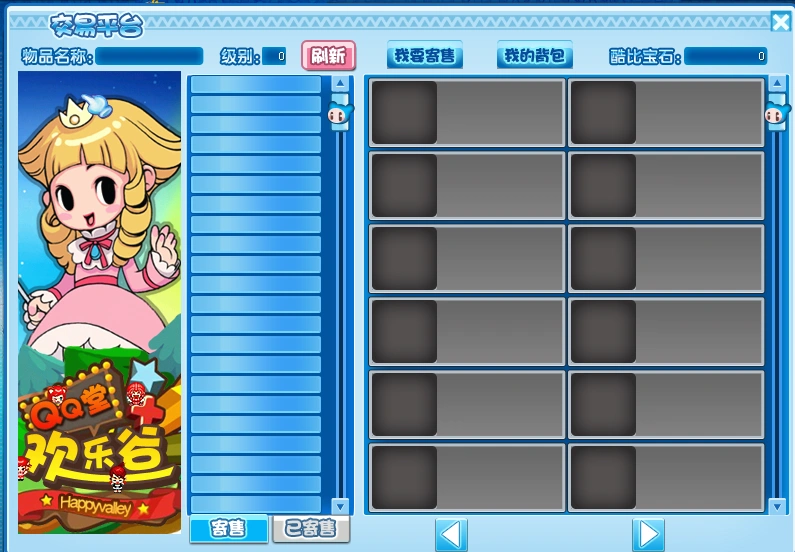 交易平台
物品名称:
级别: 0
刷新
我要寄售
我的背包
酷比宝石: 0
QQ堂
欢乐谷
Happyvalley
寄售
已寄售